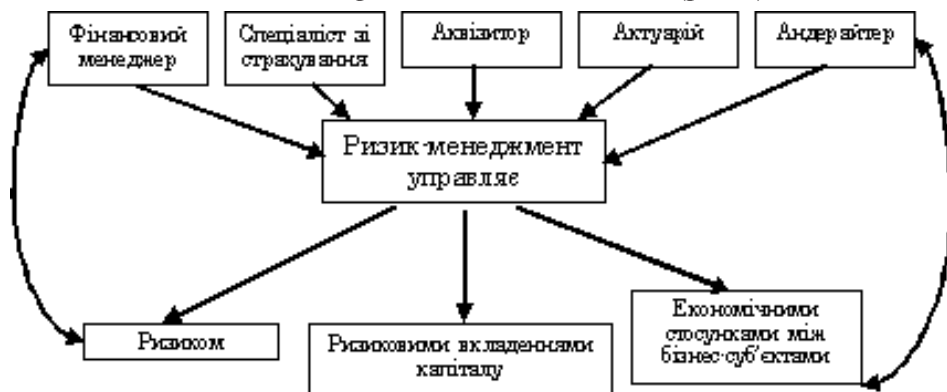 Фінансовий
менеджер
Спеціаліст зі
страхування
Аквізитор
Актуарій
Андерайтер
Ризик-менеджмент
управляє
Ризиком
Ризиковими вкладеннями
капіталу
Економічними
стосунками між
бізнес-суб'єктами